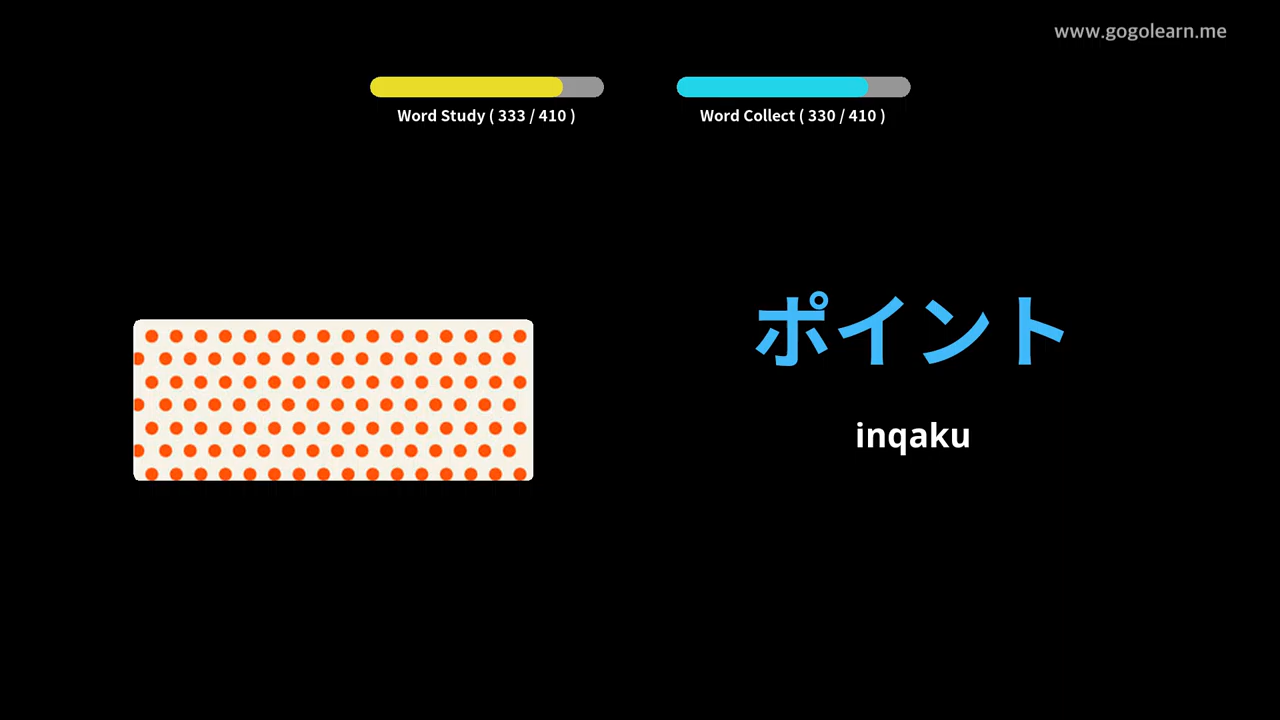 www.gogolearn.me
Word Study ( 333 / 410 )
Word Collect ( 330 / 410 )
ポイント
inqaku